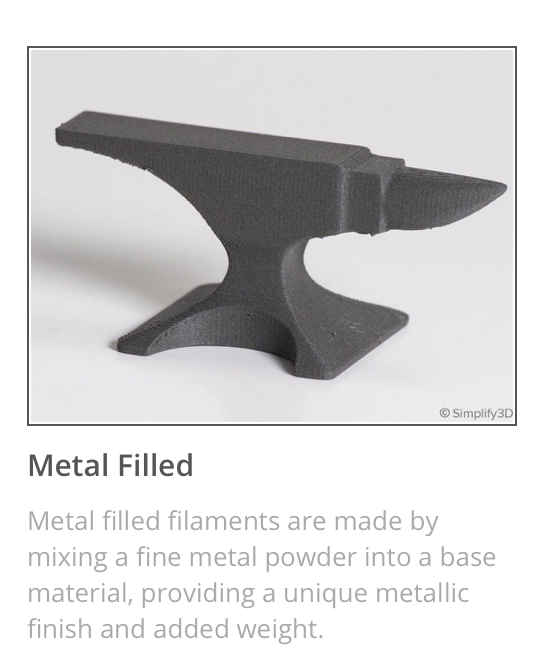 © Simplify3D
Metal Filled
Metal filled filaments are made by
mixing a fine metal powder into a base
material, providing a unique metallic
finish and added weight.